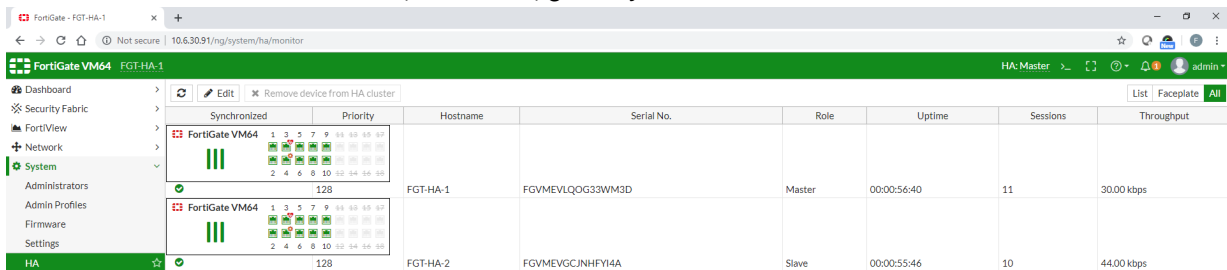 FortiGate - FGT-HA-1
Not secure | 10.6.30.91/ng/system/ha/monitor
New
F
FortiGate VM64 FGT-HA-1
HA: Master >_ 1 admin
Dashboard
Edit Remove device from HA cluster
List Faceplate All
Security Fabric
Synchronized Priority Hostname Serial No. Role Uptime Sessions Throughput
FortiView
FortiGate VM64 1 3 5 7 9 11 13 15 17
Network
System
2 4 6 8 10 12 14 16 18
Administrators
128 FGT-HA-1 FGVMEVLQOG33WM3D Master 00:00:56:40 11 30.00 kbps
Admin Profiles
FortiGate VM64 1 3 5 7 9 11 13 15 17
Firmware
Settings
2 4 6 8 10 12 14 16 18
HA
128 FGT-HA-2 FGVMEVGCJNHFYI4A Slave 00:00:55:46 10 44.00 kbps